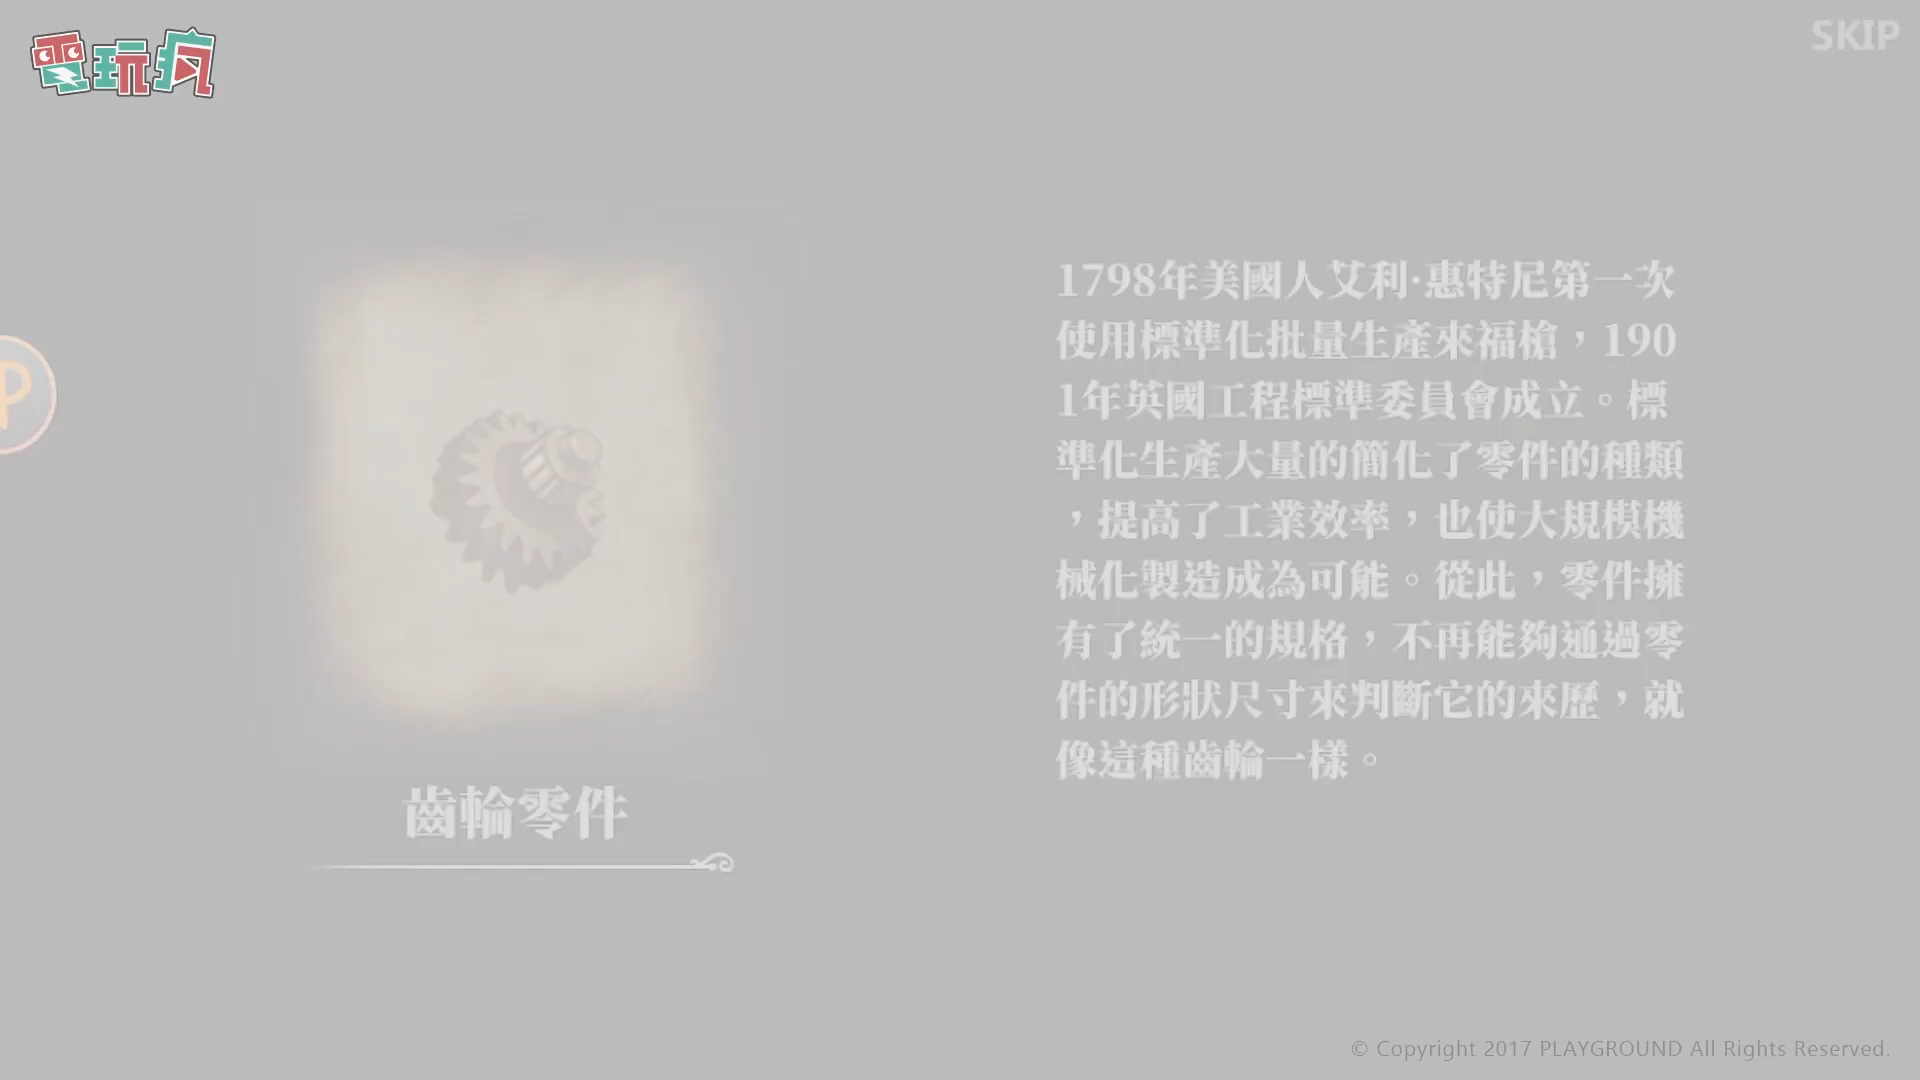 電玩瘋
SKIP
P
1798年美國人艾利·惠特尼第一次
使用標準化批量生產來福槍，190
1年英國工程標準委員會成立。標
準化生產大量的簡化了零件的種類
，提高了工業效率，也使大規模機
械化製造成為可能。從此，零件擁
有了統一的規格，不再能夠通過零
件的形狀尺寸來判斷它的來歷，就
像這種齒輪一樣。
齒輪零件
© Copyright 2017 PLAYGROUND All Rights Reserved.